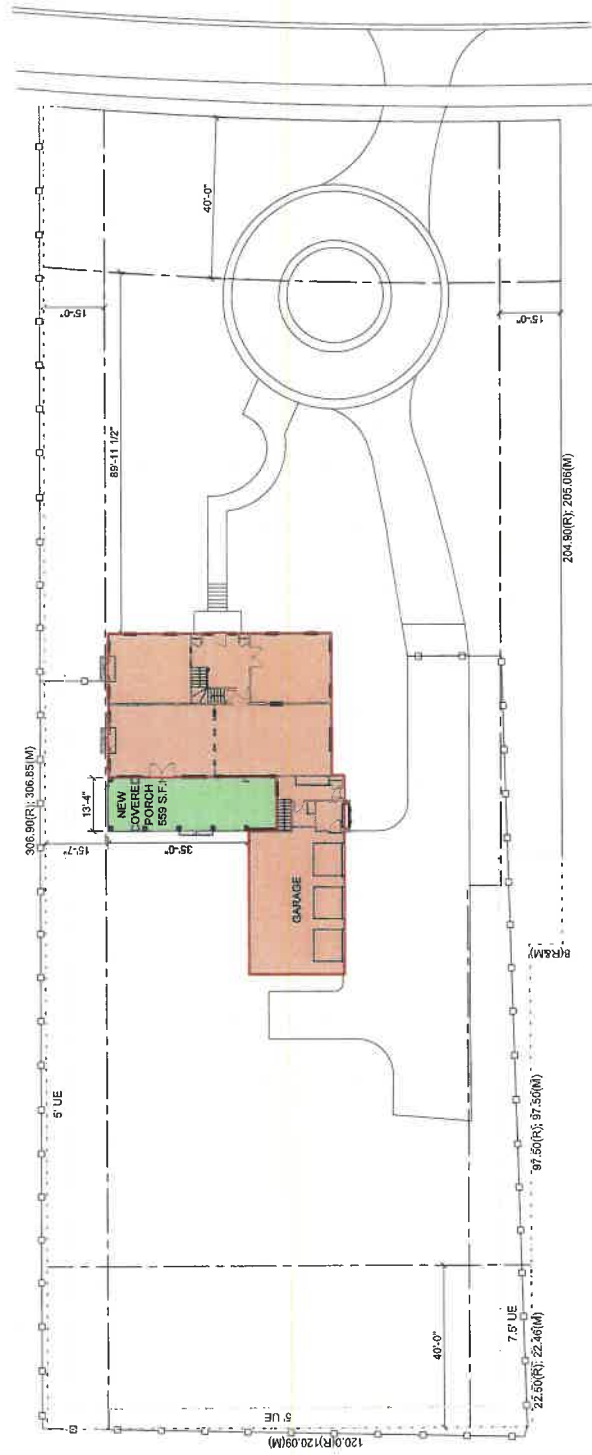 40'-0"
15'-0"
15'-0"
89'-11 1/2"
204.90(R); 205.06(M)
306.90(R); 306.85(M)
13'-4"
NEW
COVERED
PORCH
559 S.F.
15'-7"
35'-0"
GARAGE
8(R&M)
5' UE
97.50(R); 97.50(M)
40'-0"
7.5' UE
22.50(R); 22.46(M)
5' UE
120.0(R)120.09(M)